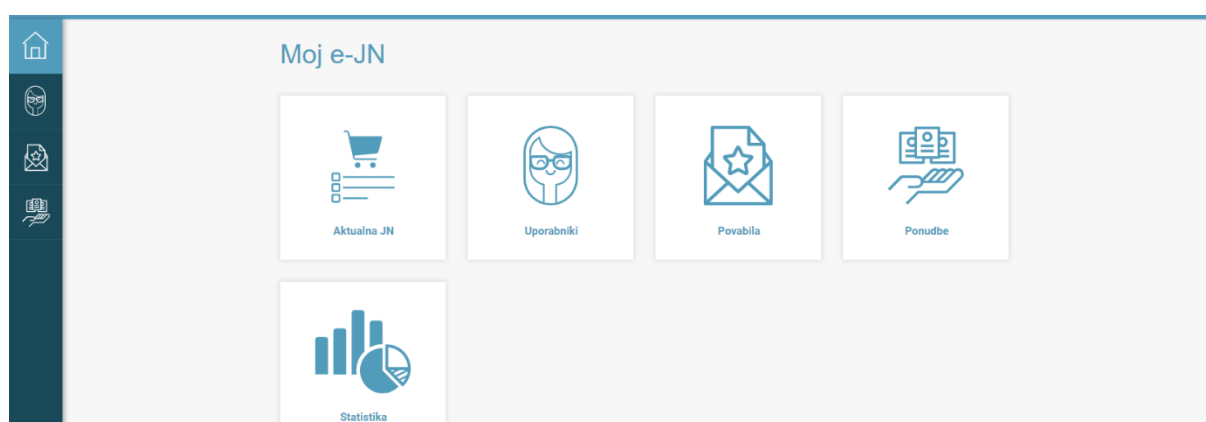 Moj e-JN
Aktualna JN
Uporabniki
Povabila
Ponudbe
Statistika